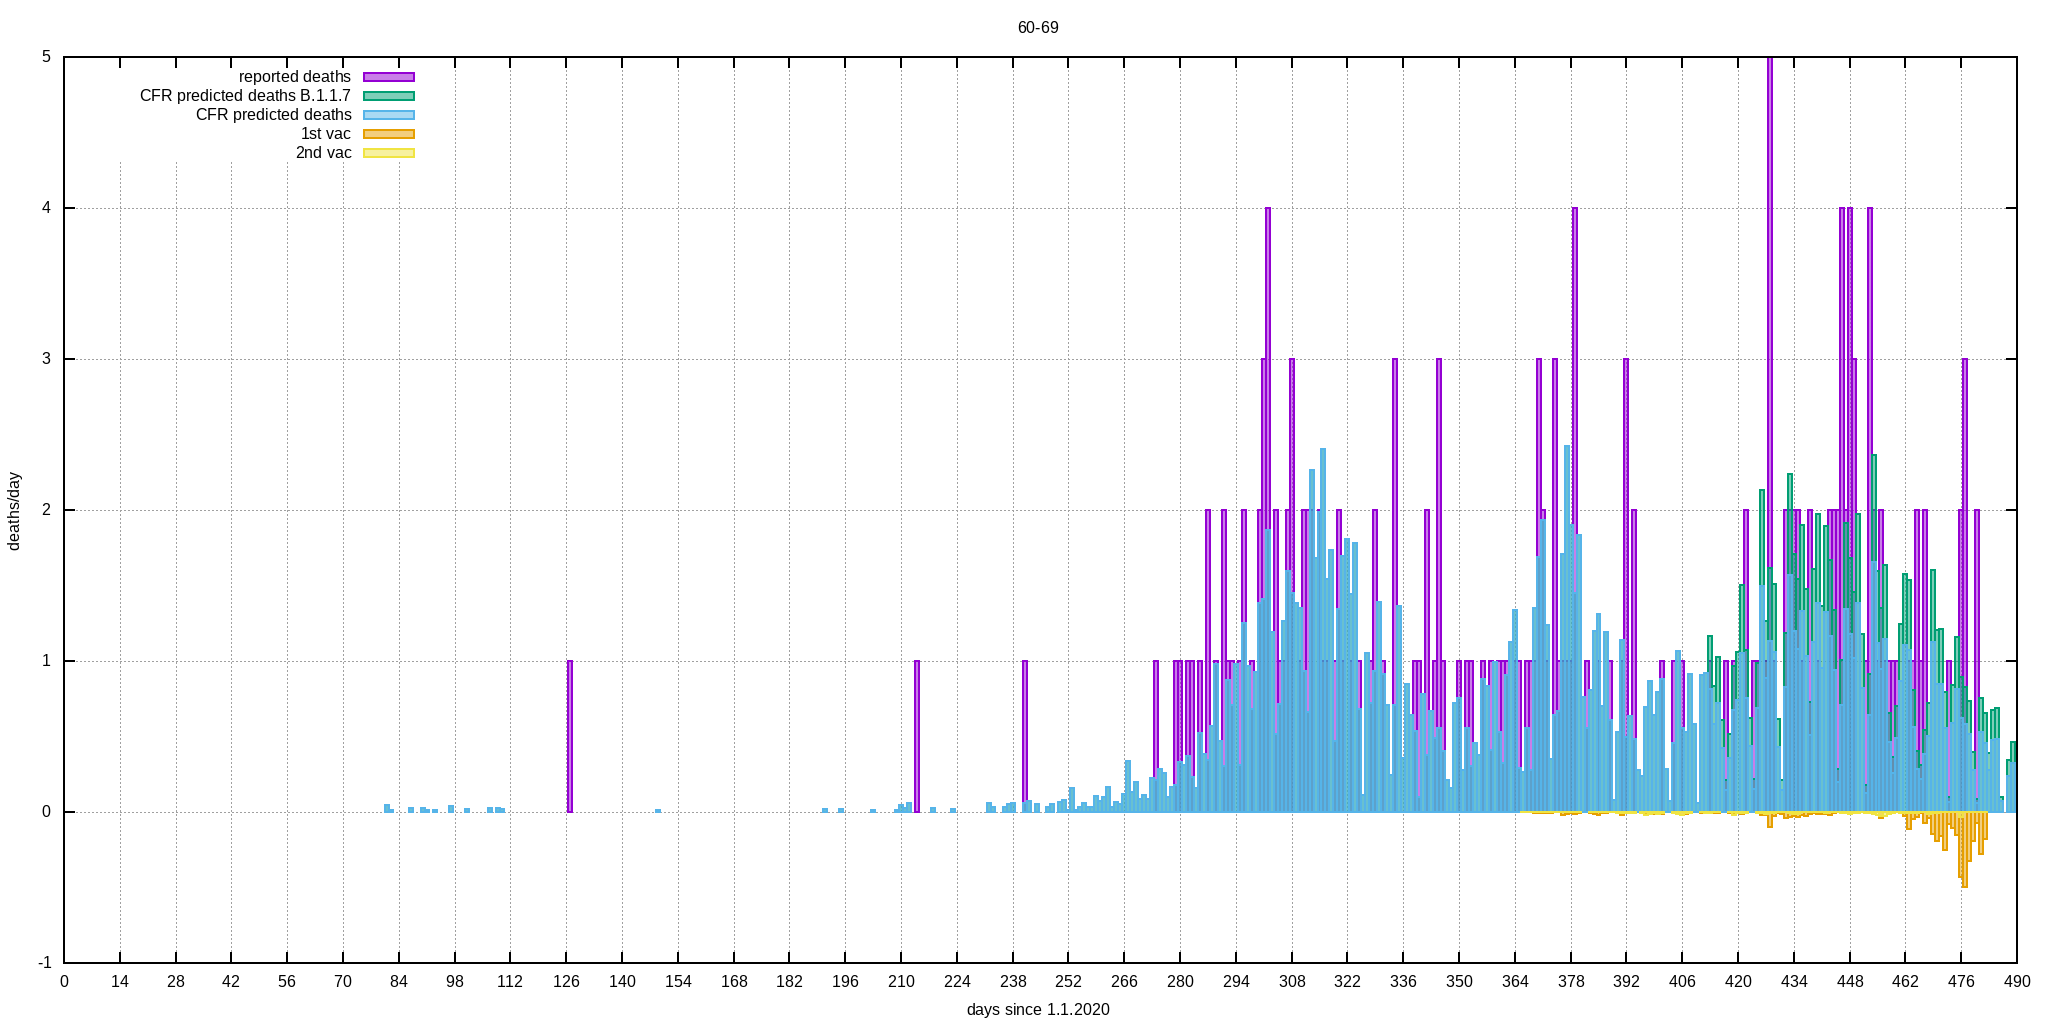 60-69
reported deaths
CFR predicted deaths B.1.1.7
CFR predicted deaths
1st vac
2nd vac
5
4
3
2
1
0
-1
deaths/day
0 14 28 42 56 70 84 98 112 126 140 154 168 182 196 210 224 238 252 266 280 294 308 322 336 350 364 378 392 406 420 434 448 462 476 490
days since 1.1.2020